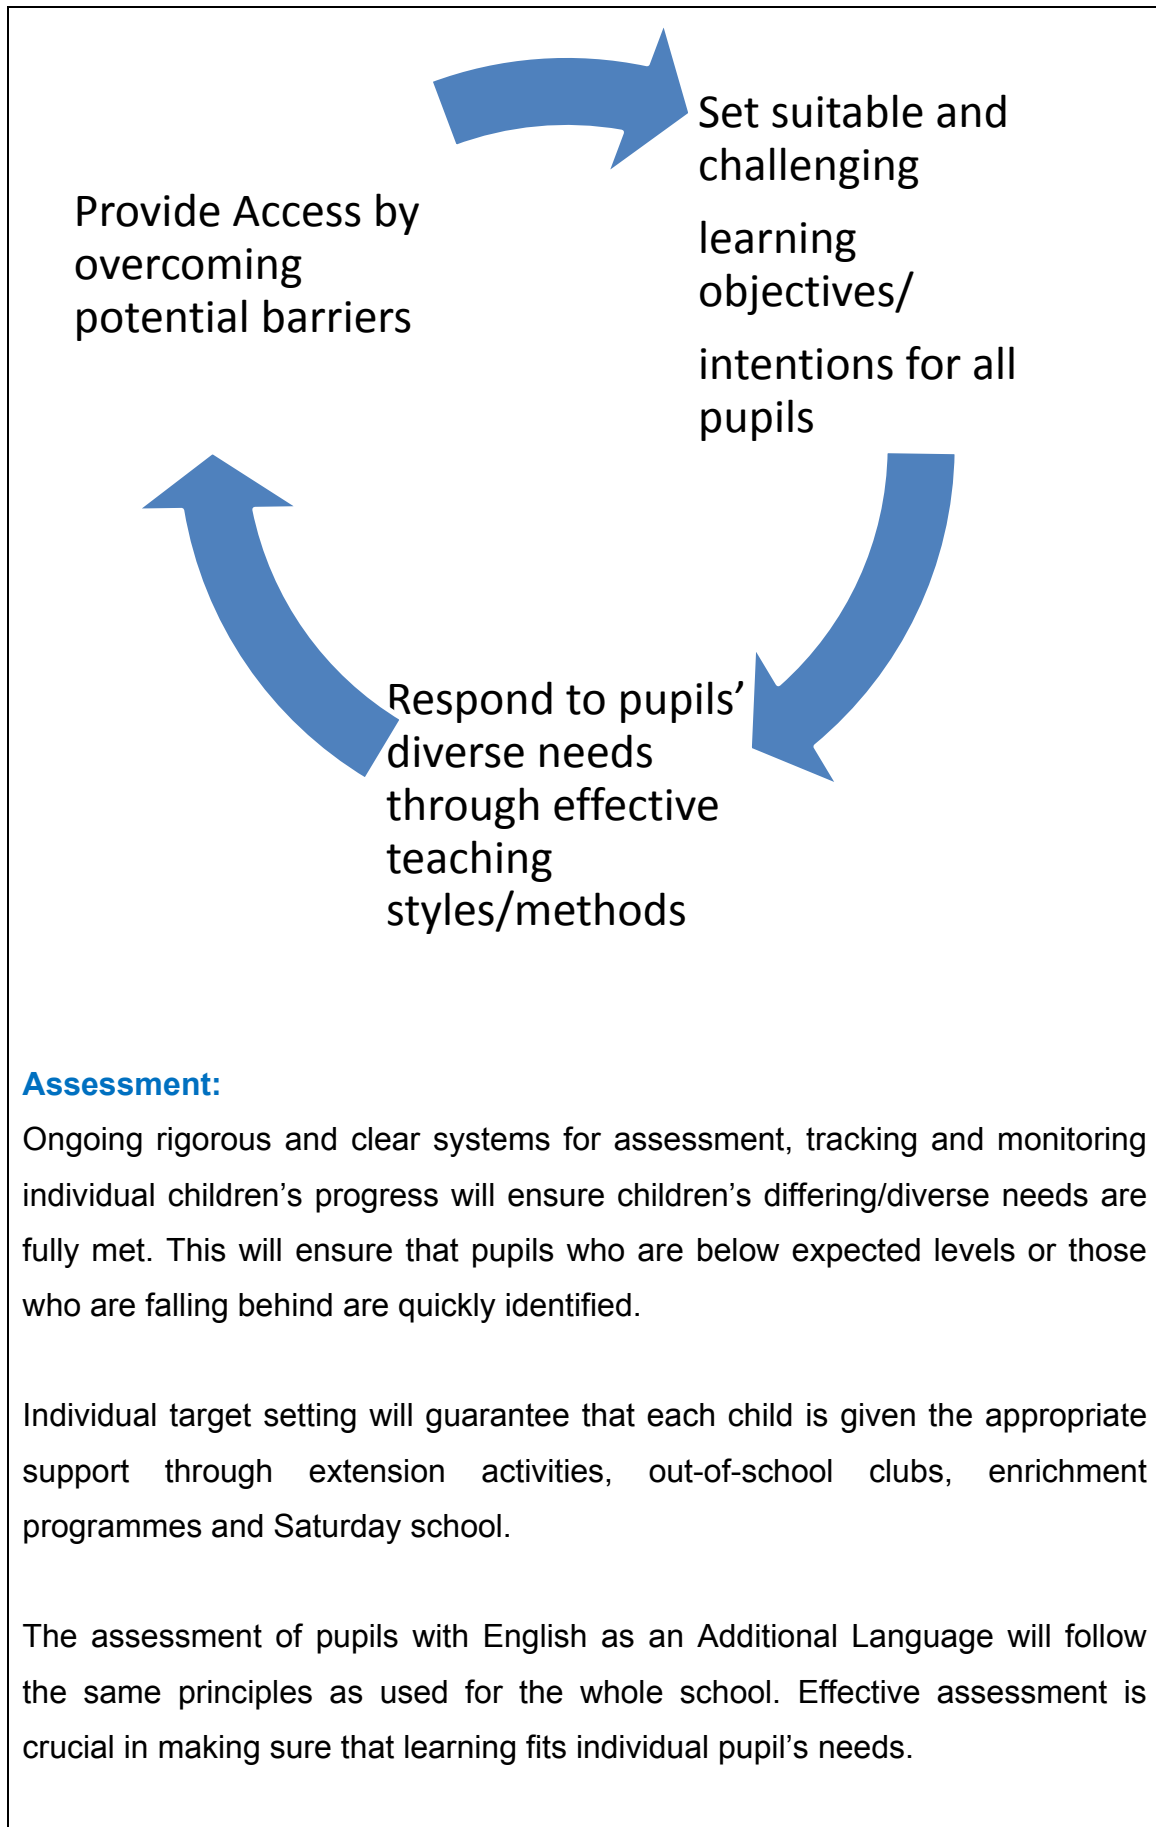 Set suitable and
challenging
learning
objectives/
intentions for all
pupils
Respond to pupils’
diverse needs
through effective
teaching
styles/methods
Provide Access by
overcoming
potential barriers
Assessment:
Ongoing rigorous and clear systems for assessment, tracking and monitoring
individual children’s progress will ensure children’s differing/diverse needs are
fully met. This will ensure that pupils who are below expected levels or those
who are falling behind are quickly identified.
Individual target setting will guarantee that each child is given the appropriate
support through extension activities, out-of-school clubs, enrichment
programmes and Saturday school.
The assessment of pupils with English as an Additional Language will follow
the same principles as used for the whole school. Effective assessment is
crucial in making sure that learning fits individual pupil’s needs.